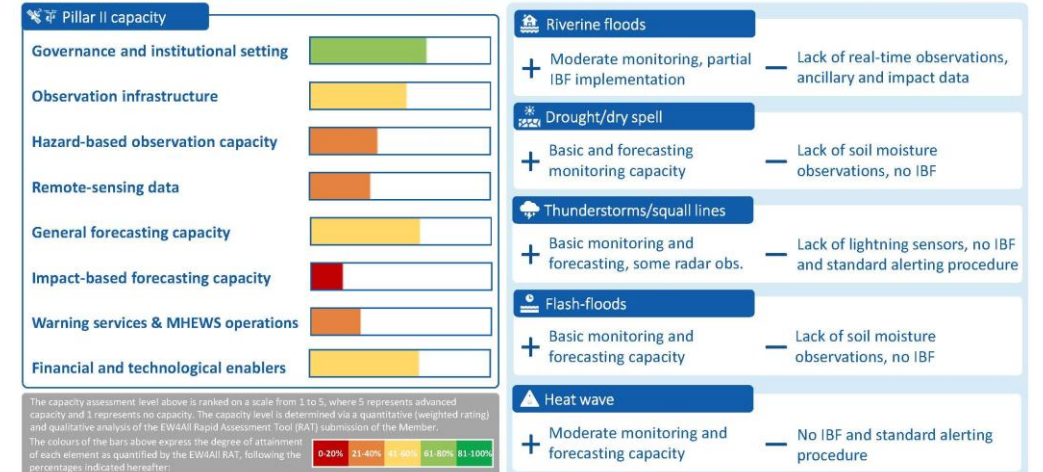 Pillar II capacity
Governance and institutional setting
Observation infrastructure
Hazard-based observation capacity
Remote-sensing data
General forecasting capacity
Impact-based forecasting capacity
Warning services & MHEWS operations
Financial and technological enablers
The capacity assessment level above is ranked on a scale from 1 to 5, where 5 represents advanced
capacity and 1 represents no capacity. The capacity level is determined via a quantitative (weighted rating)
and qualitative analysis of the EW4All Rapid Assessment Tool (RAT) submission of the Member.
The colours of the bars above express the degree of attainment
of each element as quantified by the EW4All RAT, following the
percentages indicated hereafter:
0-20% 21-40% 41-60% 61-80% 81-100%
Riverine floods
+ Moderate monitoring, partial
IBF implementation
— Lack of real-time observations,
ancillary and impact data
Drought/dry spell
+ Basic and forecasting
monitoring capacity
— Lack of soil moisture
observations, no IBF
Thunderstorms/squall lines
+ Basic monitoring and
forecasting, some radar obs.
— Lack of lightning sensors, no IBF
and standard alerting procedure
Flash-floods
+ Basic monitoring and
forecasting capacity
— Lack of soil moisture
observations, no IBF
Heat wave
+ Moderate monitoring and
forecasting capacity
— No IBF and standard alerting
procedure